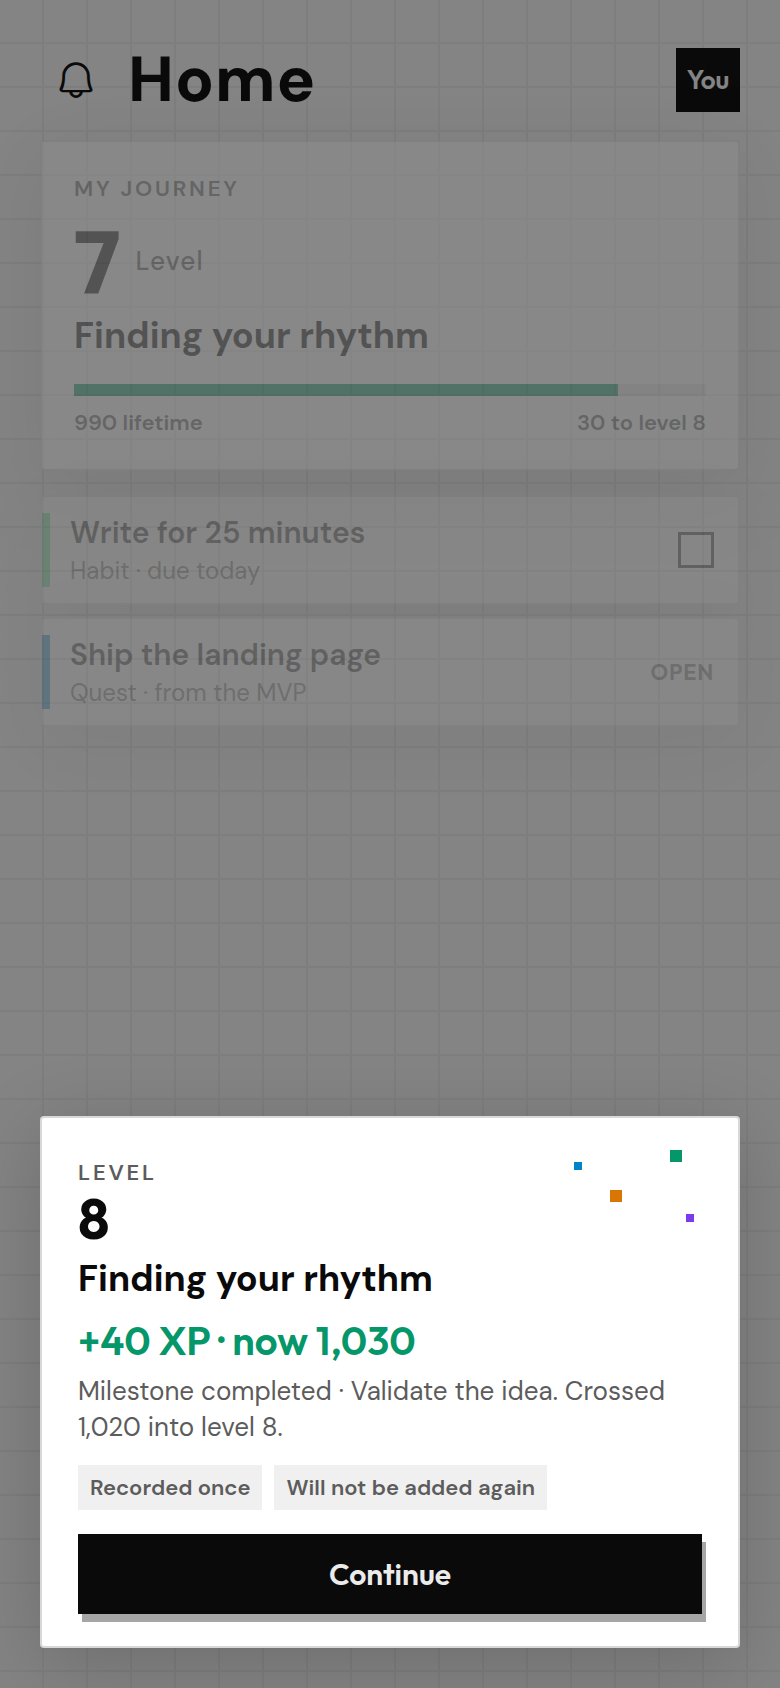 Home
You
MY JOURNEY
7 Level
Finding your rhythm
990 lifetime
30 to level 8
Write for 25 minutes
Habit · due today
Ship the landing page
Quest · from the MVP
OPEN
LEVEL
8
Finding your rhythm
+40 XP · now 1,030
Milestone completed · Validate the idea. Crossed
1,020 into level 8.
Recorded once
Will not be added again
Continue